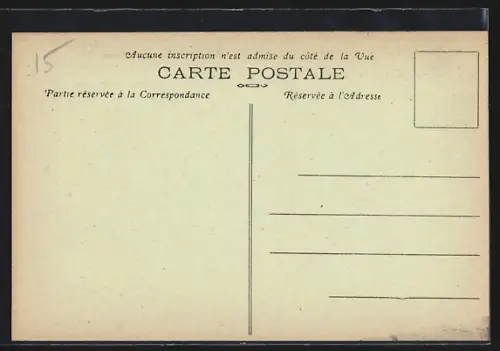 15
Aucune inscription n'est admise du côté de la Vue
CARTE POSTALE
Partie réservée à la Correspondance
Réservée à l'Adresse